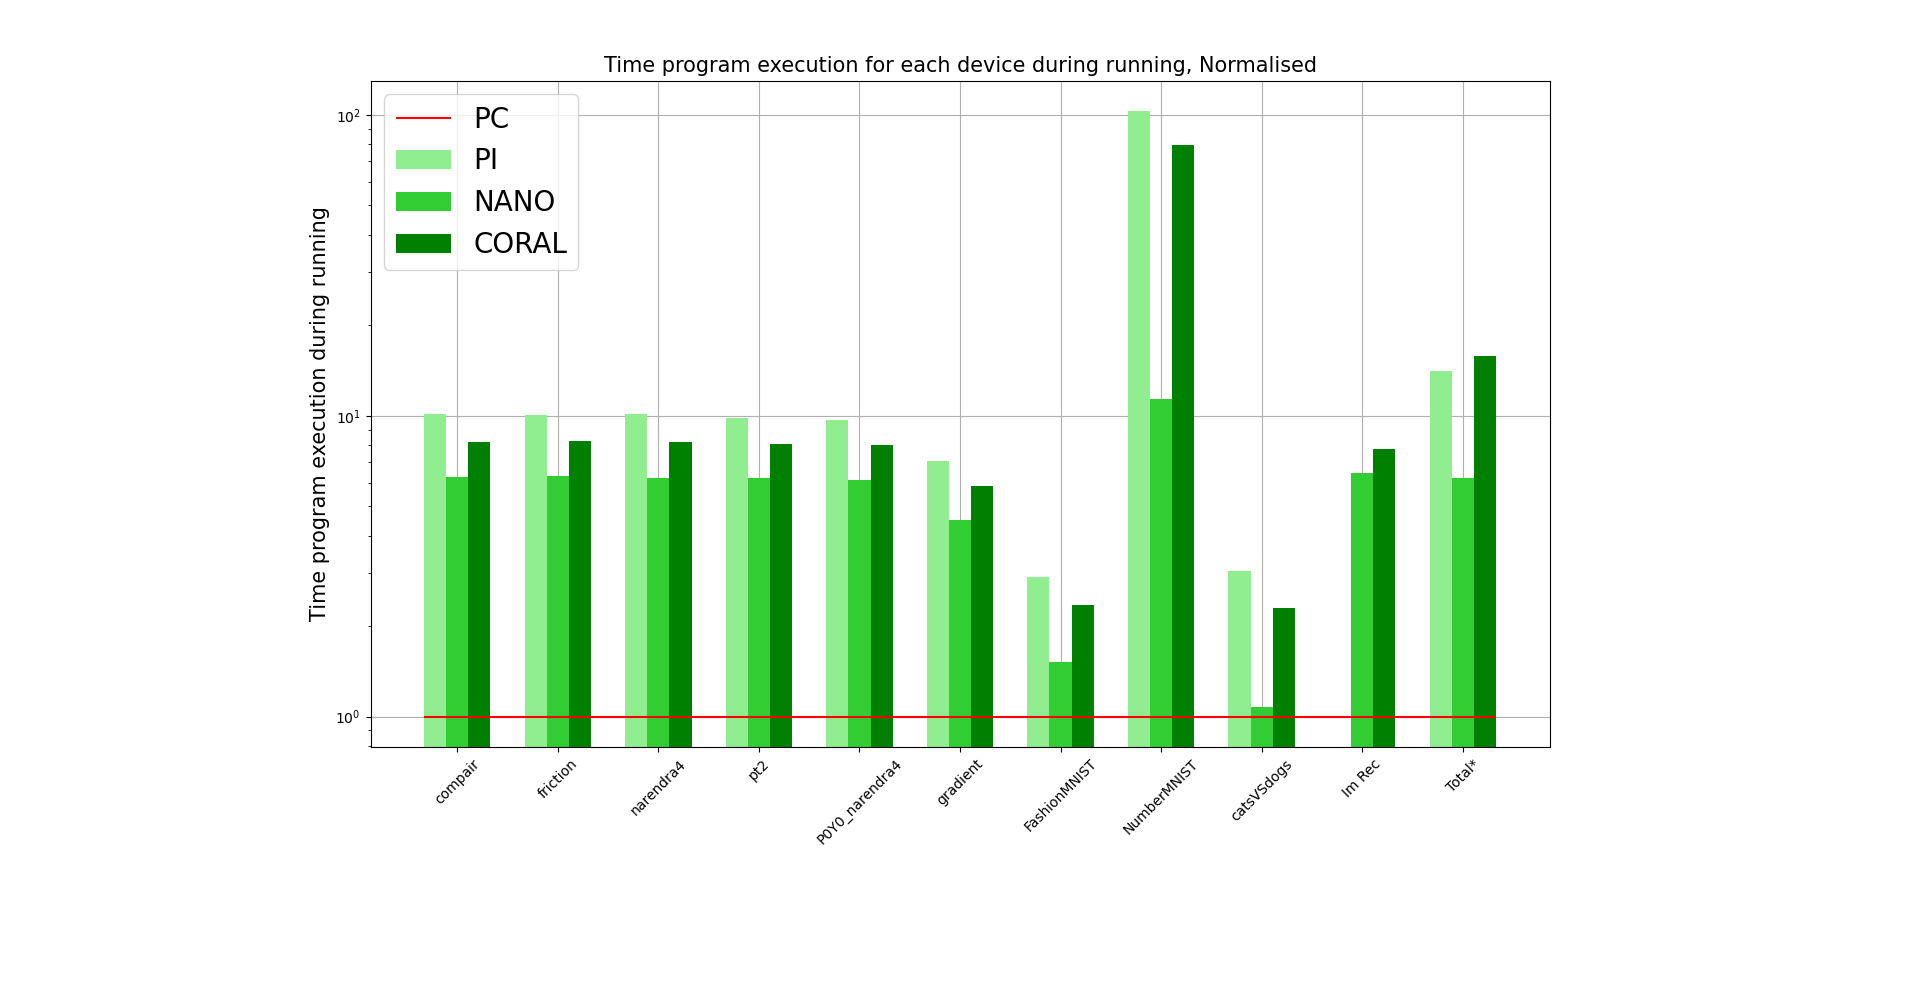 Time program execution for each device during running, Normalised
Time program execution during running
10²
10¹
10⁰
PC
PI
NANO
CORAL
compair
friction
narendra4
pt2
P0Y0_narendra4
gradient
FashionMNIST
NumberMNIST
catsVSdogs
Im Rec
Total*